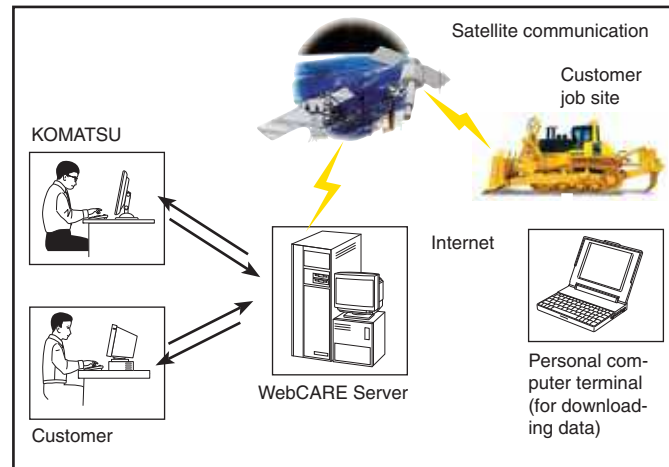 Satellite communication
Customer
job site
KOMATSU
Internet
WebCARE Server
Customer
Personal com-
puter terminal
(for download-
ing data)